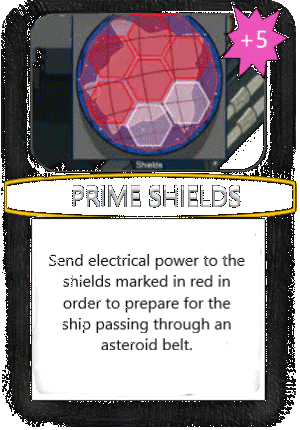 +5
Shields
PRIME SHIELDS
Send electrical power to the
shields marked in red in
order to prepare for the
ship passing through an
asteroid belt.